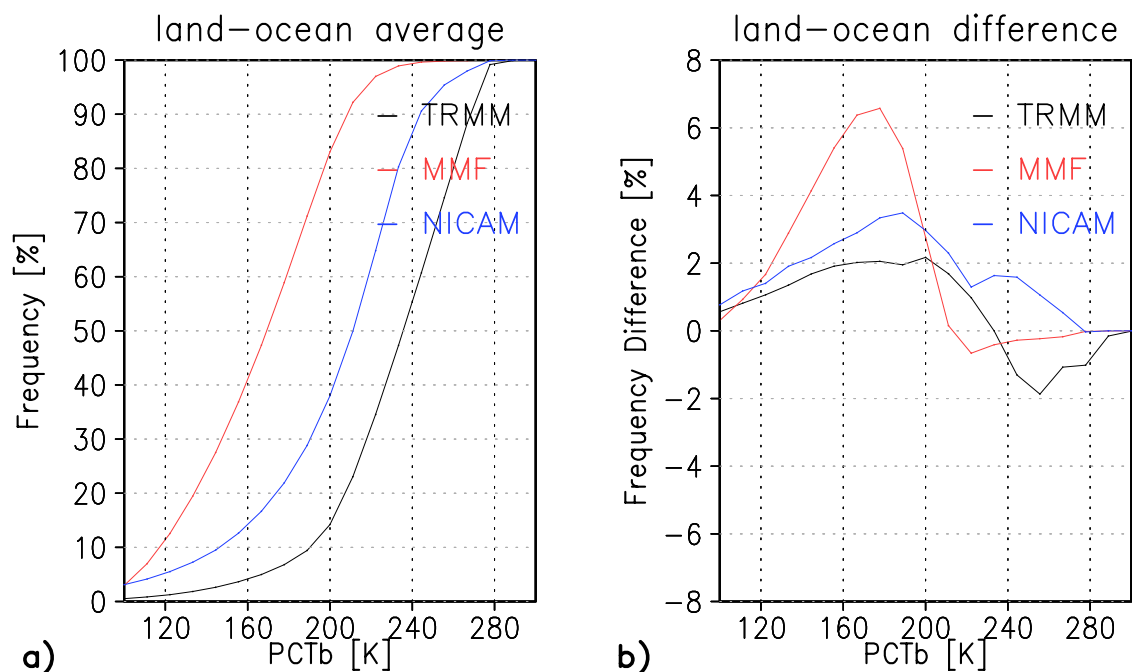 land-ocean average
100
90
80
70
60
50
40
30
20
10
0
Frequency [%]
TRMM
MMF
NICAM
120 160 200 240 280
PCTb [K]
a)
land-ocean difference
8
6
4
2
0
-2
-4
-6
-8
Frequency Difference [%]
TRMM
MMF
NICAM
120 160 200 240 280
PCTb [K]
b)